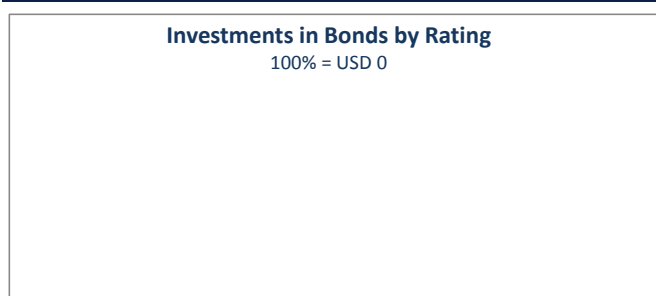 Investments in Bonds by Rating
100% = USD 0